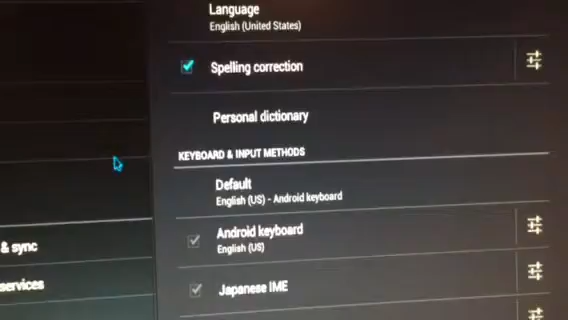 Language
English (United States)
Spelling correction
Personal dictionary
KEYBOARD & INPUT METHODS
Default
English (US) - Android keyboard
& sync
Android keyboard
English (US)
services
Japanese IME